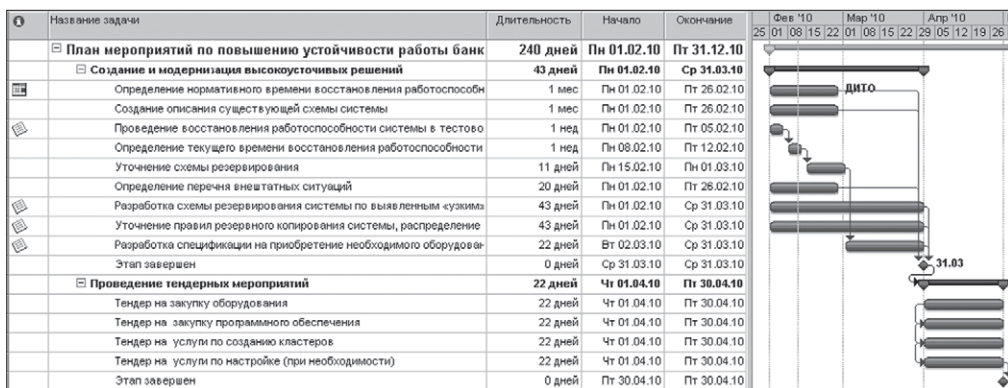 Название задачи Длительность Начало Окончание Фев '10 Мар '10 Апр '10
25 01 08 15 22 01 08 15 22 29 05 12 19 26
План мероприятий по повышению устойчивости работы банк 240 дней Пн 01.02.10 Пт 31.12.10
Создание и модернизация высокоустойчивых решений 43 дней Пн 01.02.10 Ср 31.03.10
Определение нормативного времени восстановления работоспособн 1 мес Пн 01.02.10 Пт 26.02.10 ДИТО
Создание описания существующей схемы системы 1 мес Пн 01.02.10 Пт 26.02.10
Проведение восстановления работоспособности системы в тестово 1 нед Пн 01.02.10 Пт 05.02.10
Определение текущего времени восстановления работоспособности 1 нед Пн 08.02.10 Пт 12.02.10
Уточнение схемы резервирования 11 дней Пн 15.02.10 Пн 01.03.10
Определение перечня внештатных ситуаций 20 дней Пн 01.02.10 Пт 26.02.10
Разработка схемы резервирования системы по выявленным «узким» 43 дней Пн 01.02.10 Ср 31.03.10
Уточнение правил резервного копирования системы, распределение 43 дней Пн 01.02.10 Ср 31.03.10
Разработка спецификации на приобретение необходимого оборудован 22 дней Вт 02.03.10 Ср 31.03.10
Этап завершен 0 дней Ср 31.03.10 Ср 31.03.10 31.03
Проведение тендерных мероприятий 22 дней Чт 01.04.10 Пт 30.04.10
Тендер на закупку оборудования 22 дней Чт 01.04.10 Пт 30.04.10
Тендер на закупку программного обеспечения 22 дней Чт 01.04.10 Пт 30.04.10
Тендер на услуги по созданию кластеров 22 дней Чт 01.04.10 Пт 30.04.10
Тендер на услуги по настройке (при необходимости) 22 дней Чт 01.04.10 Пт 30.04.10
Этап завершен 0 дней Пт 30.04.10 Пт 30.04.10